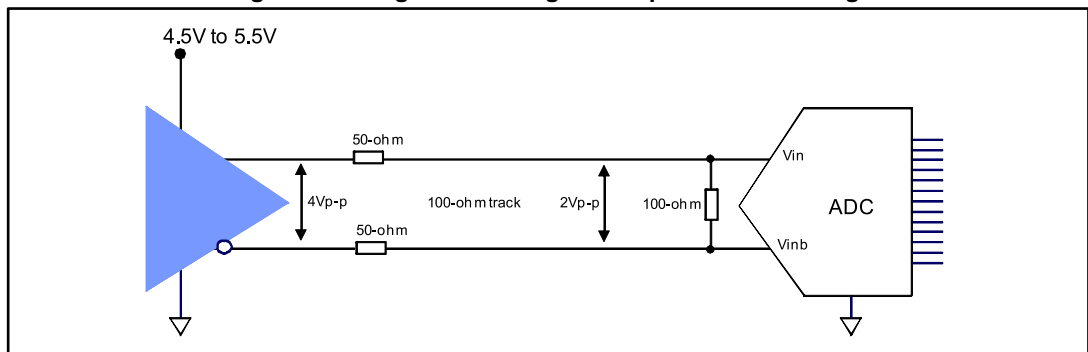 4.5V to 5.5V
50-ohm
4Vp-p
100-ohm track
2Vp-p
100-ohm
50-ohm
Vin
ADC
Vinb